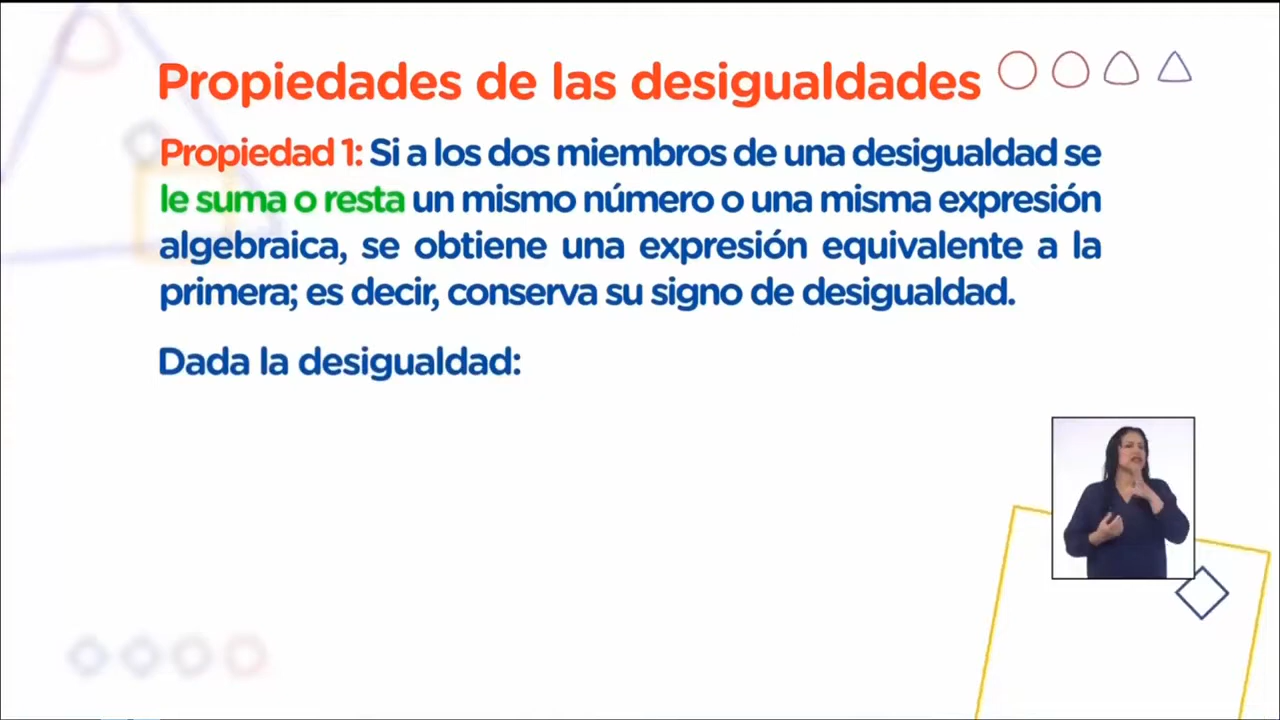 Propiedades de las desigualdades
Propiedad 1: Si a los dos miembros de una desigualdad se
le suma o resta un mismo número o una misma expresión
algebraica, se obtiene una expresión equivalente a la
primera; es decir, conserva su signo de desigualdad.
Dada la desigualdad: